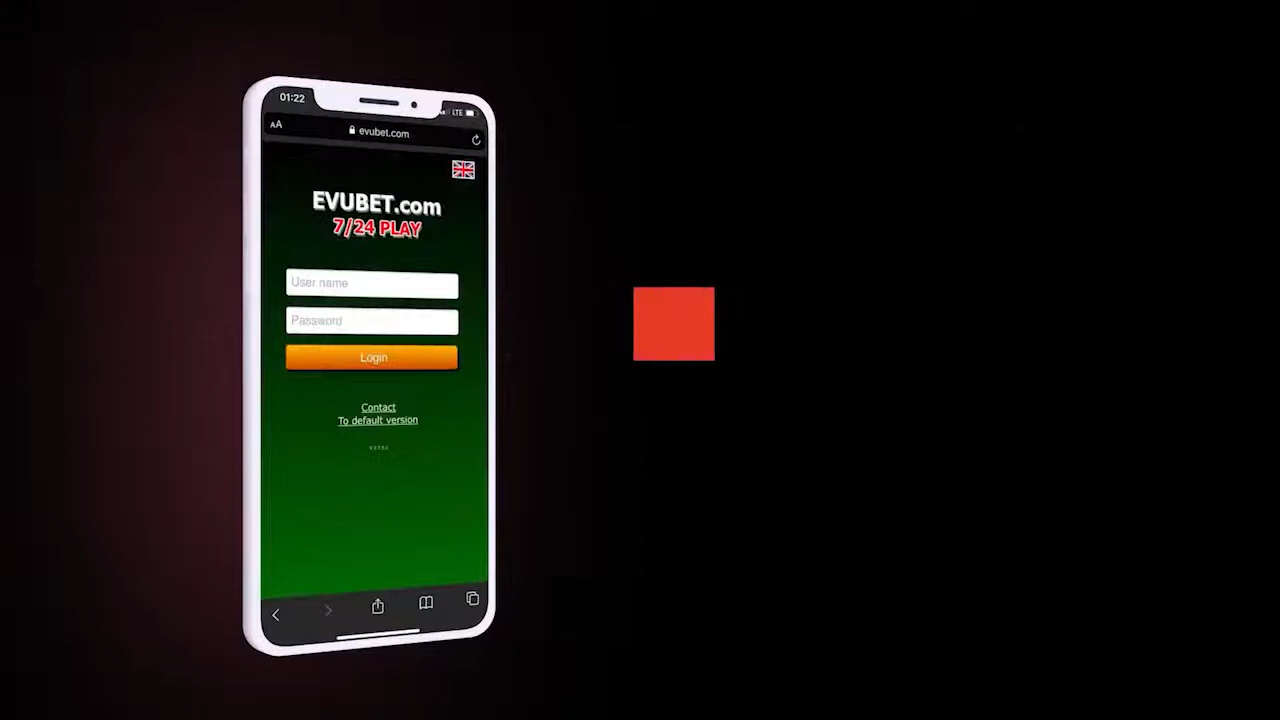 01:22
LTE
AA
evubet.com
EVUBET.com
7/24 PLAY
User name
Password
Login
Contact
To default version